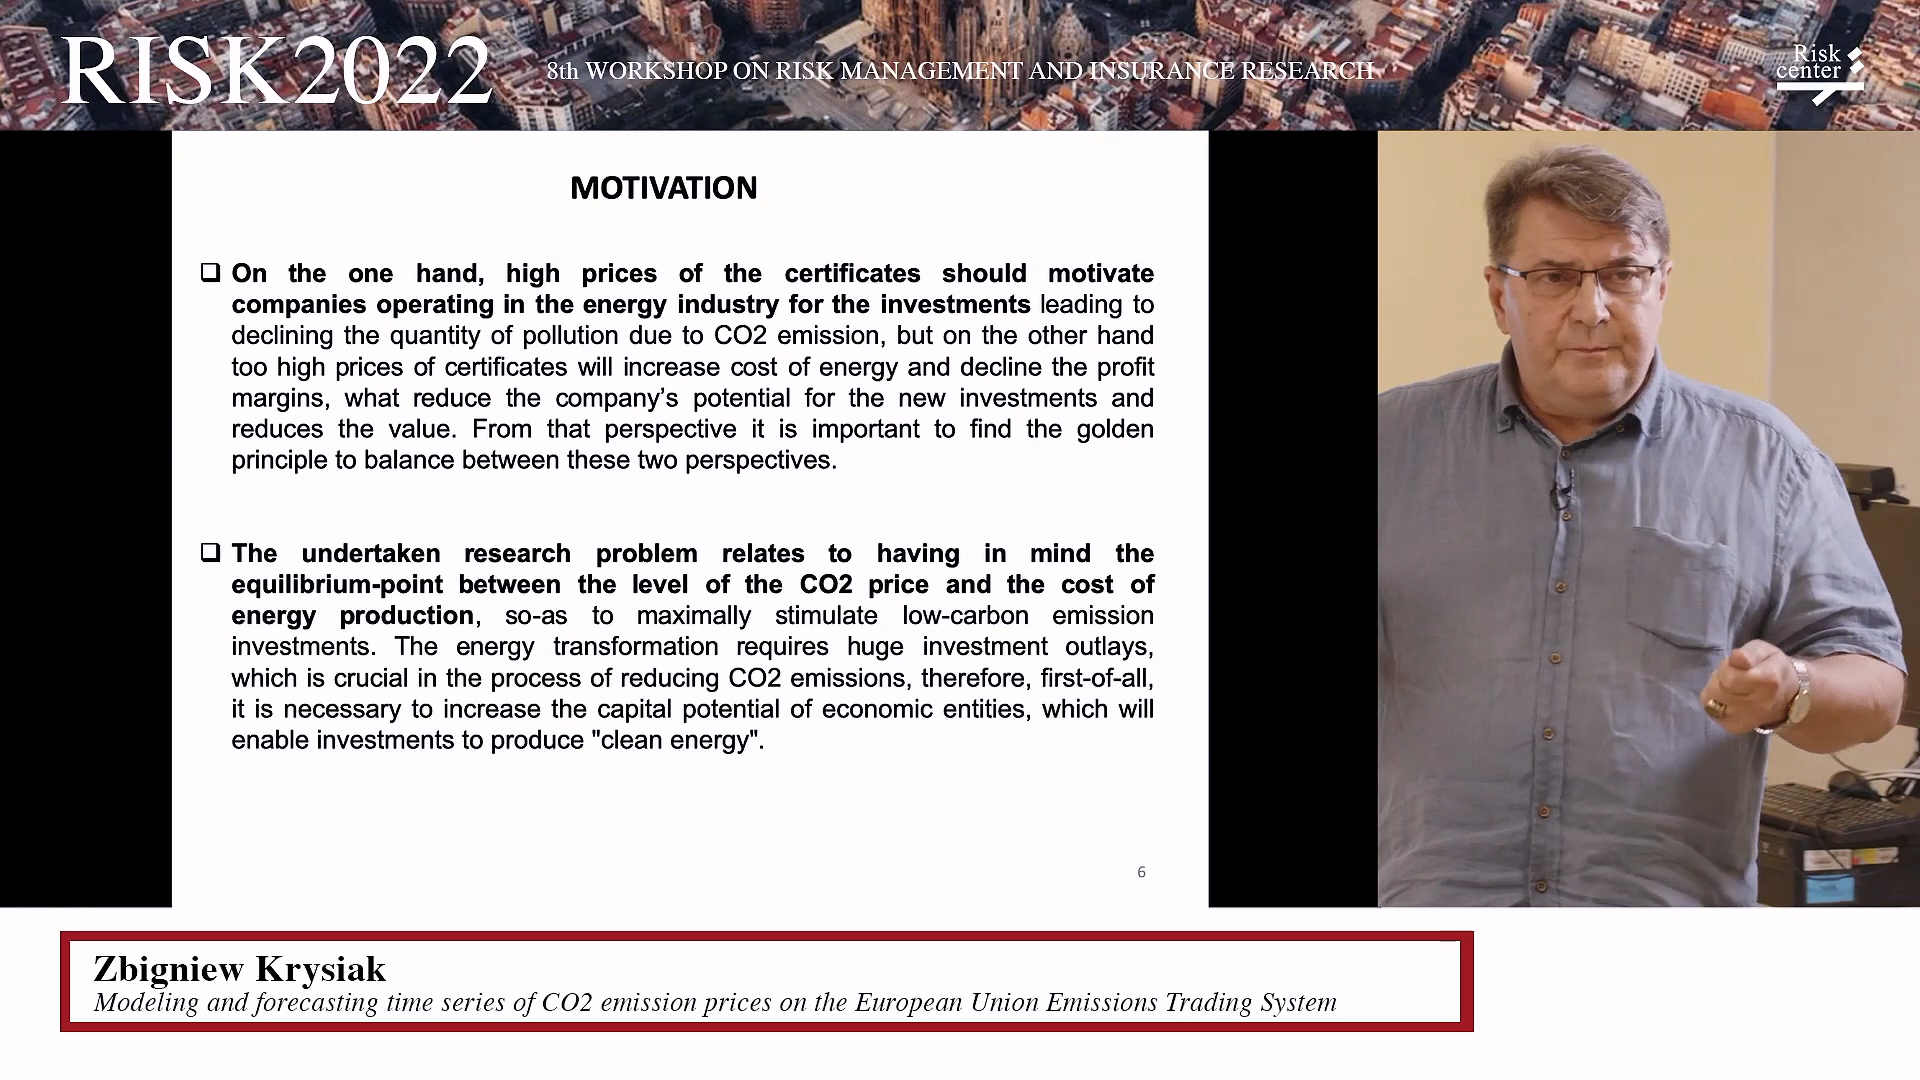 RISK2022
8th WORKSHOP ON RISK MANAGEMENT AND INSURANCE RESEARCH
Risk
center
MOTIVATION
❑ On the one hand, high prices of the certificates should motivate
companies operating in the energy industry for the investments leading to
declining the quantity of pollution due to CO2 emission, but on the other hand
too high prices of certificates will increase cost of energy and decline the profit
margins, what reduce the company’s potential for the new investments and
reduces the value. From that perspective it is important to find the golden
principle to balance between these two perspectives.
❑ The undertaken research problem relates to having in mind the
equilibrium-point between the level of the CO2 price and the cost of
energy production, so-as to maximally stimulate low-carbon emission
investments. The energy transformation requires huge investment outlays,
which is crucial in the process of reducing CO2 emissions, therefore, first-of-all,
it is necessary to increase the capital potential of economic entities, which will
enable investments to produce "clean energy".
6
Zbigniew Krysiak
Modeling and forecasting time series of CO2 emission prices on the European Union Emissions Trading System